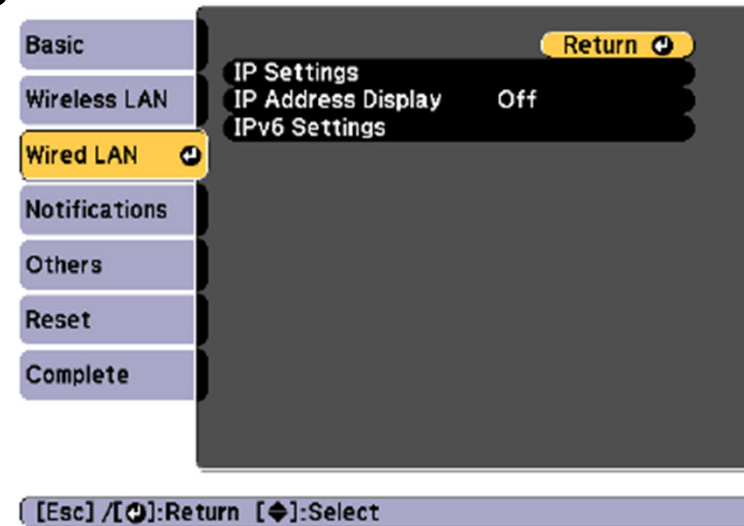 Basic
Wireless LAN
Wired LAN
Notifications
Others
Reset
Complete
Return
IP Settings
IP Address Display Off
IPv6 Settings
[Esc] /[⏎]:Return [◆]:Select